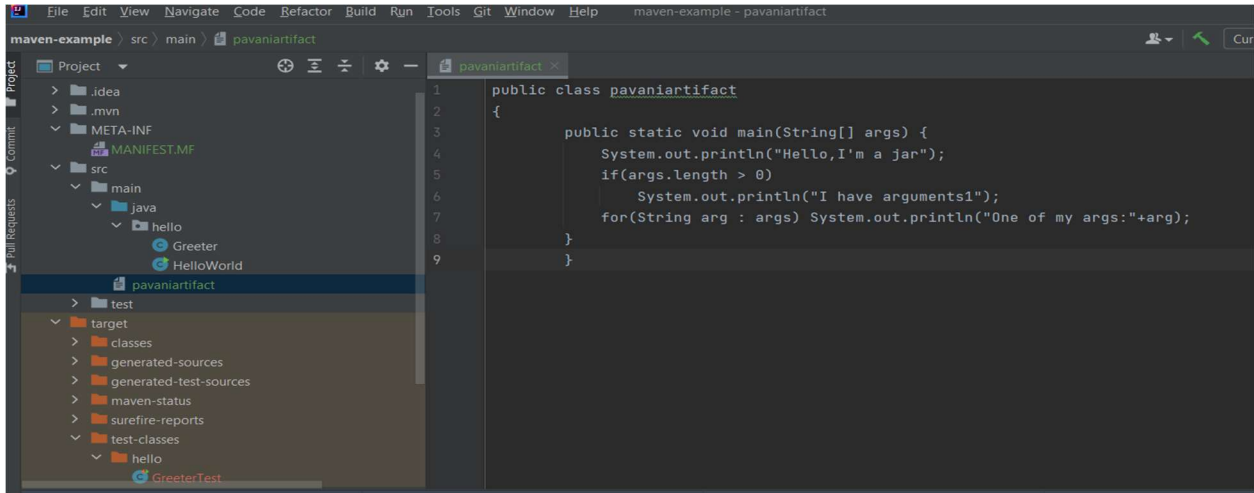 File Edit View Navigate Code Refactor Build Run Tools Git Window Help maven-example - pavaniartifact
maven-example > src > main > pavaniartifact
Cur
Project
Project
pavaniartifact ×
.idea
.mvn
META-INF
MANIFEST.MF
src
main
java
hello
Greeter
HelloWorld
pavaniartifact
test
target
classes
generated-sources
generated-test-sources
maven-status
surefire-reports
test-classes
hello
GreeterTest
Commit
Pull Requests
1 public class pavaniartifact
2 {
3 public static void main(String[] args) {
4 System.out.println("Hello,I'm a jar");
5 if(args.length > 0)
6 System.out.println("I have arguments1");
7 for(String arg : args) System.out.println("One of my args:"+arg);
8 }
9 }